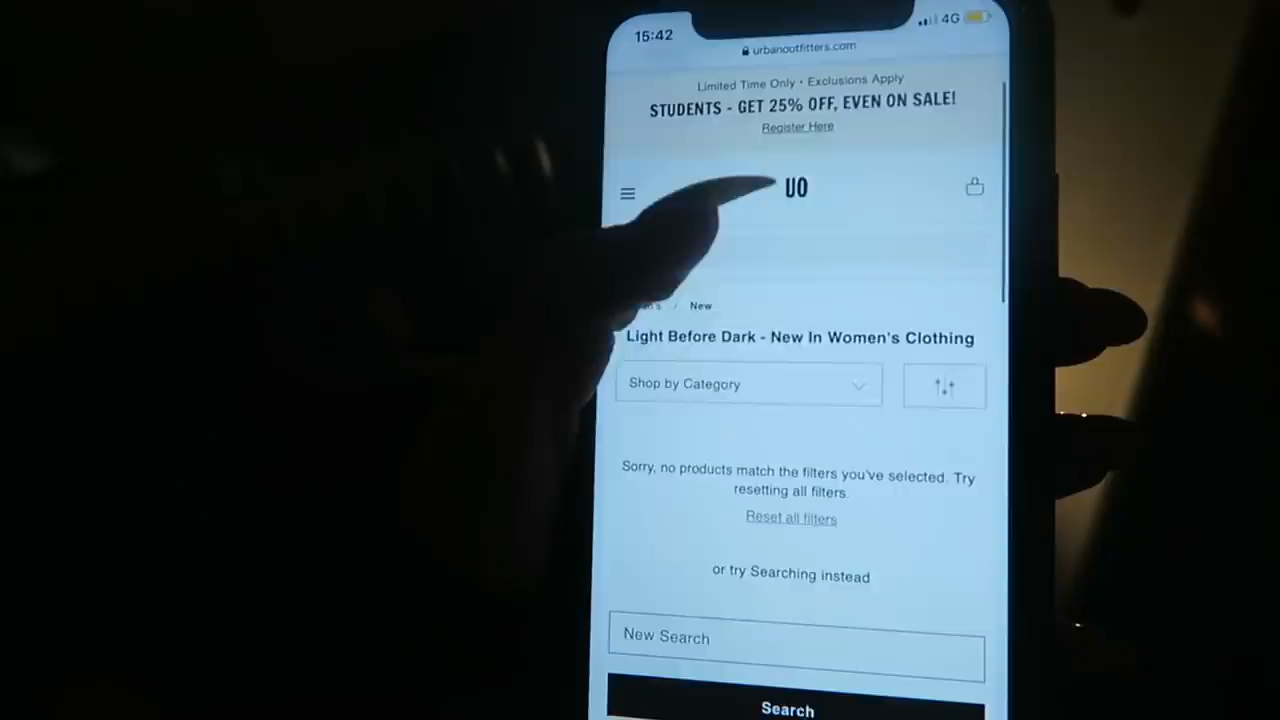 15:42
4G
urbanoutfitters.com
Limited Time Only • Exclusions Apply
STUDENTS - GET 25% OFF, EVEN ON SALE!
Register Here
UO
/ New
Light Before Dark - New In Women's Clothing
Shop by Category
Sorry, no products match the filters you've selected. Try
resetting all filters.
Reset all filters
or try Searching instead
New Search
Search